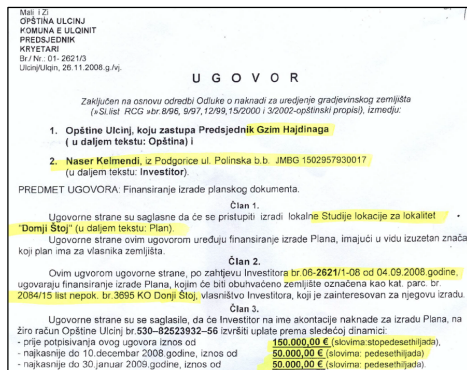 Mali i Zi
OPŠTINA ULCINJ
KOMUNA E ULQINIT
PREDSJEDNIK
KRYETARI
Br./ Nr.: 01- 2621/3
Ulcinj/Ulqin, 26.11.2008.g./vj.
U G O V O R
Zaključen na osnovu odredbi Odluke o naknadi za uredjenje gradjevinskog zemljišta
(»Sl.list RCG »br.8/96, 9/97,12/99,15/2000 i 3/2002-opštinski propisi), izmedju:
1. Opštine Ulcinj, koju zastupa Predsjednik Gzim Hajdinaga
( u daljem tekstu: Opština) i
2. Naser Kelmendi, iz Podgorice ul. Polinska b.b. JMBG 1502957930017
(u daljem tekstu: Investitor).
PREDMET UGOVORA: Finansiranje izrade planskog dokumenta.
Član 1.
Ugovorne strane su saglasne da će se pristupiti izradi lokalne Studije lokacije za lokalitet
"Donji Štoj" (u daljem tekstu: Plan).
Ugovorne strane ovim ugovorom uređuju finansiranje izrade Plana, imajući u vidu izuzetan znača
koji plan ima za vlasnika zemljišta.
Član 2.
Ovim ugovorom ugovorne strane, po zahtjevu Investitora br.06-2621/1-08 od 04.09.2008.godine,
ugovaraju finansiranje izrade Plana, kojim će biti obuhvaćeno zemljište označena kao kat. parc. br.
2084/15 list nepok. br.3695 KO Donji Štoj, vlasništvo Investitora, koji je zainteresovan za njegovu izradu.
Član 3.
Ugovorne strane su se saglasile, da će Investitor na ime akontacije naknade za izradu Plana, na
žiro račun Opštine Ulcinj br.530–82523932–56 izvršiti uplate prema sledećoj dinamici:
- prije potpisivanja ovog ugovora iznos od 150.000,00 € (slovima:stopedesethiljada),
- najkasnije do 10.decembar 2008.godine, iznos od 50.000,00 € (slovima: pedesethiljada),
- najkasnije do 30.januar 2009.godine, iznos od 50.000,00 € (slovima: pedesethiljada).